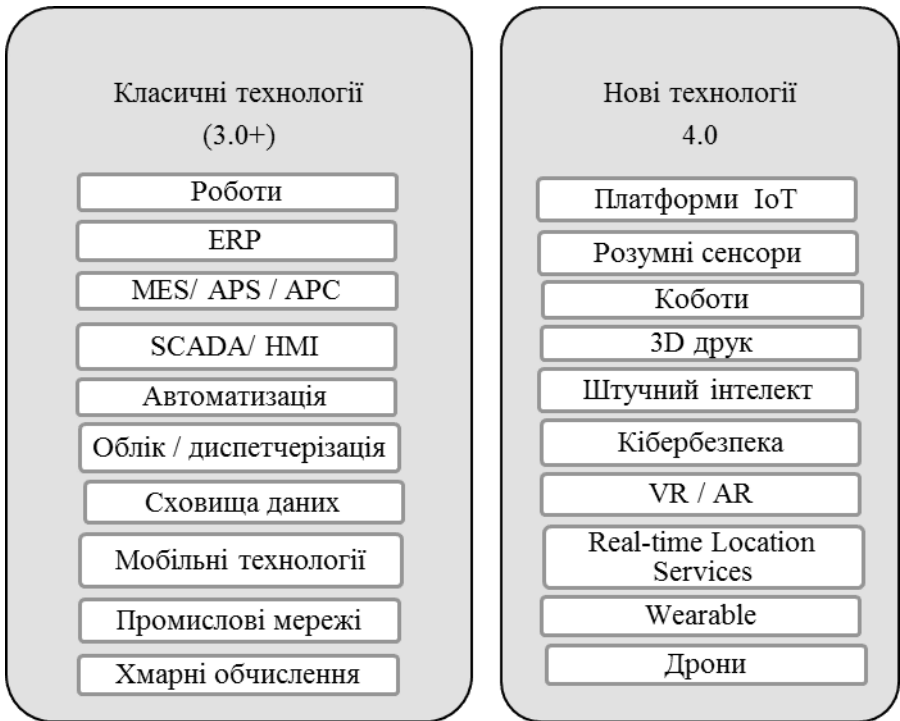 Класичні технології
(3.0+)
Роботи
ERP
MES/ APS / APC
SCADA/ HMI
Автоматизація
Облік / диспетчерізація
Сховища даних
Мобільні технології
Промислові мережі
Хмарні обчислення
Нові технології
4.0
Платформи IoT
Розумні сенсори
Коботи
3D друк
Штучний інтелект
Кібербезпека
VR / AR
Real-time Location
Services
Wearable
Дрони